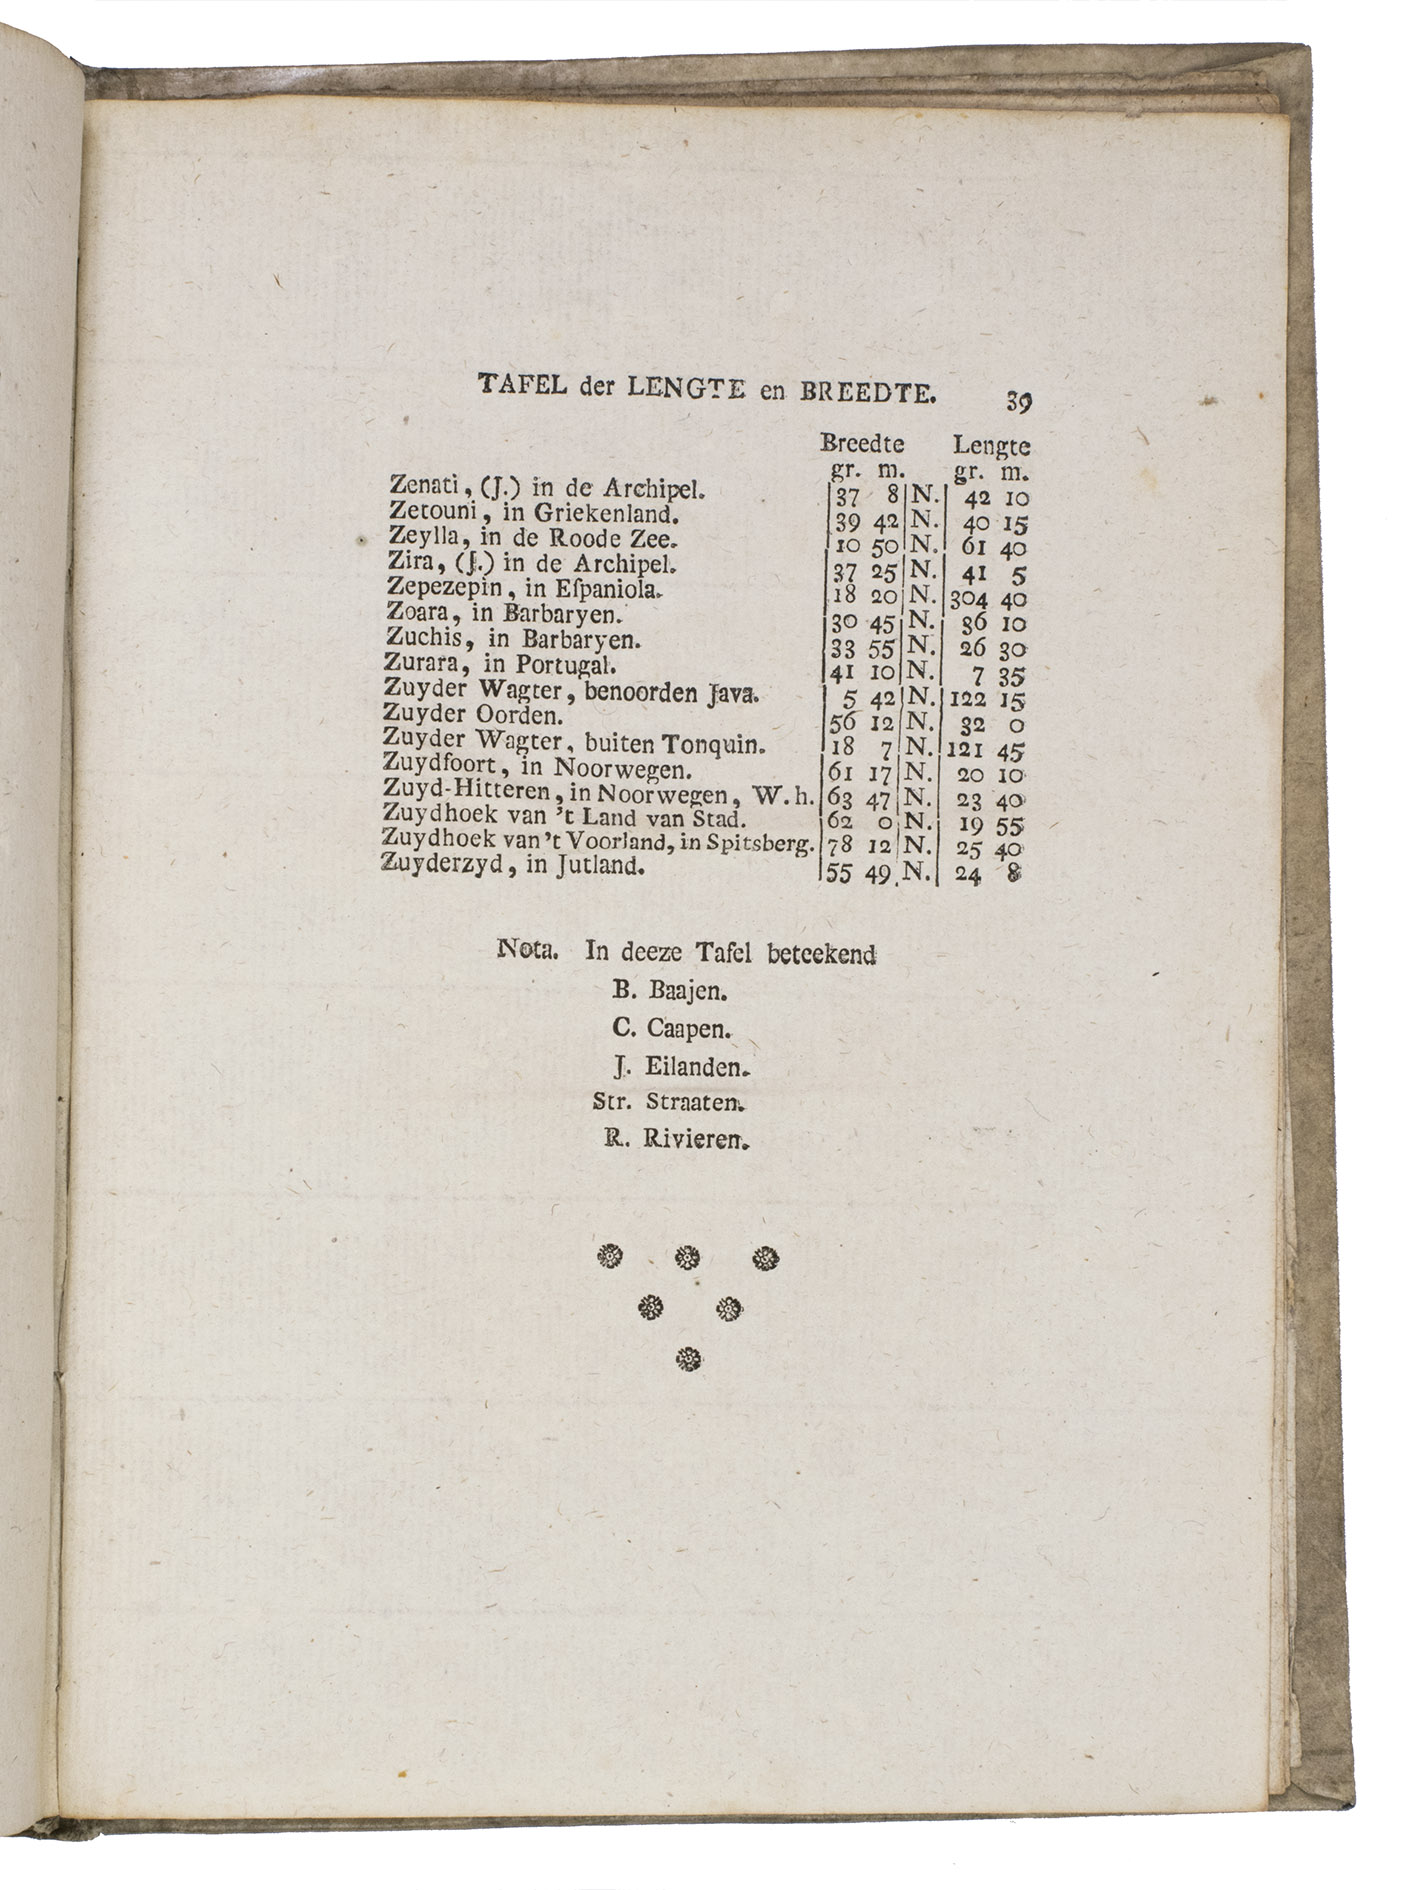 TAFEL der LENGTE en BREEDTE. 39
Breedte Lengte
gr. m. gr. m.
Zenati, (J.) in de Archipel. 37 8 N. 42 10
Zetouni, in Griekenland. 39 42 N. 40 15
Zeylla, in de Roode Zee. 10 50 N. 61 40
Zira, (J.) in de Archipel. 37 25 N. 41 5
Zepezepin, in Eſpaniola. 18 20 N. 304 40
Zoara, in Barbaryen. 30 45 N. 36 10
Zuchis, in Barbaryen. 33 55 N. 26 30
Zurara, in Portugal. 41 10 N. 7 35
Zuyder Wagter, benoorden Java. 5 42 N. 122 15
Zuyder Oorden. 56 12 N. 32 0
Zuyder Wagter, buiten Tonquin. 18 7 N. 121 45
Zuydfoort, in Noorwegen. 61 17 N. 20 10
Zuyd-Hitteren, in Noorwegen, W.h. 63 47 N. 23 40
Zuydhoek van 't Land van Stad. 62 0 N. 19 55
Zuydhoek van 't Voorland, in Spitsberg. 78 12 N. 25 40
Zuyderzyd, in Jutland. 55 49 N. 24 8
Nota. In deeze Tafel beteekend
B. Baajen.
C. Caapen.
J. Eilanden.
Str. Straaten.
R. Rivieren.